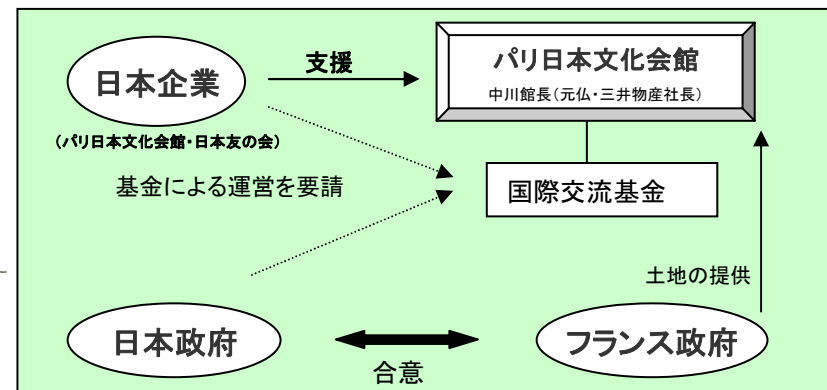 日本企業
(パリ日本文化会館・日本友の会)
支援
パリ日本文化会館
中川館長(元仏・三井物産社長)
基金による運営を要請
国際交流基金
土地の提供
日本政府
合意
フランス政府